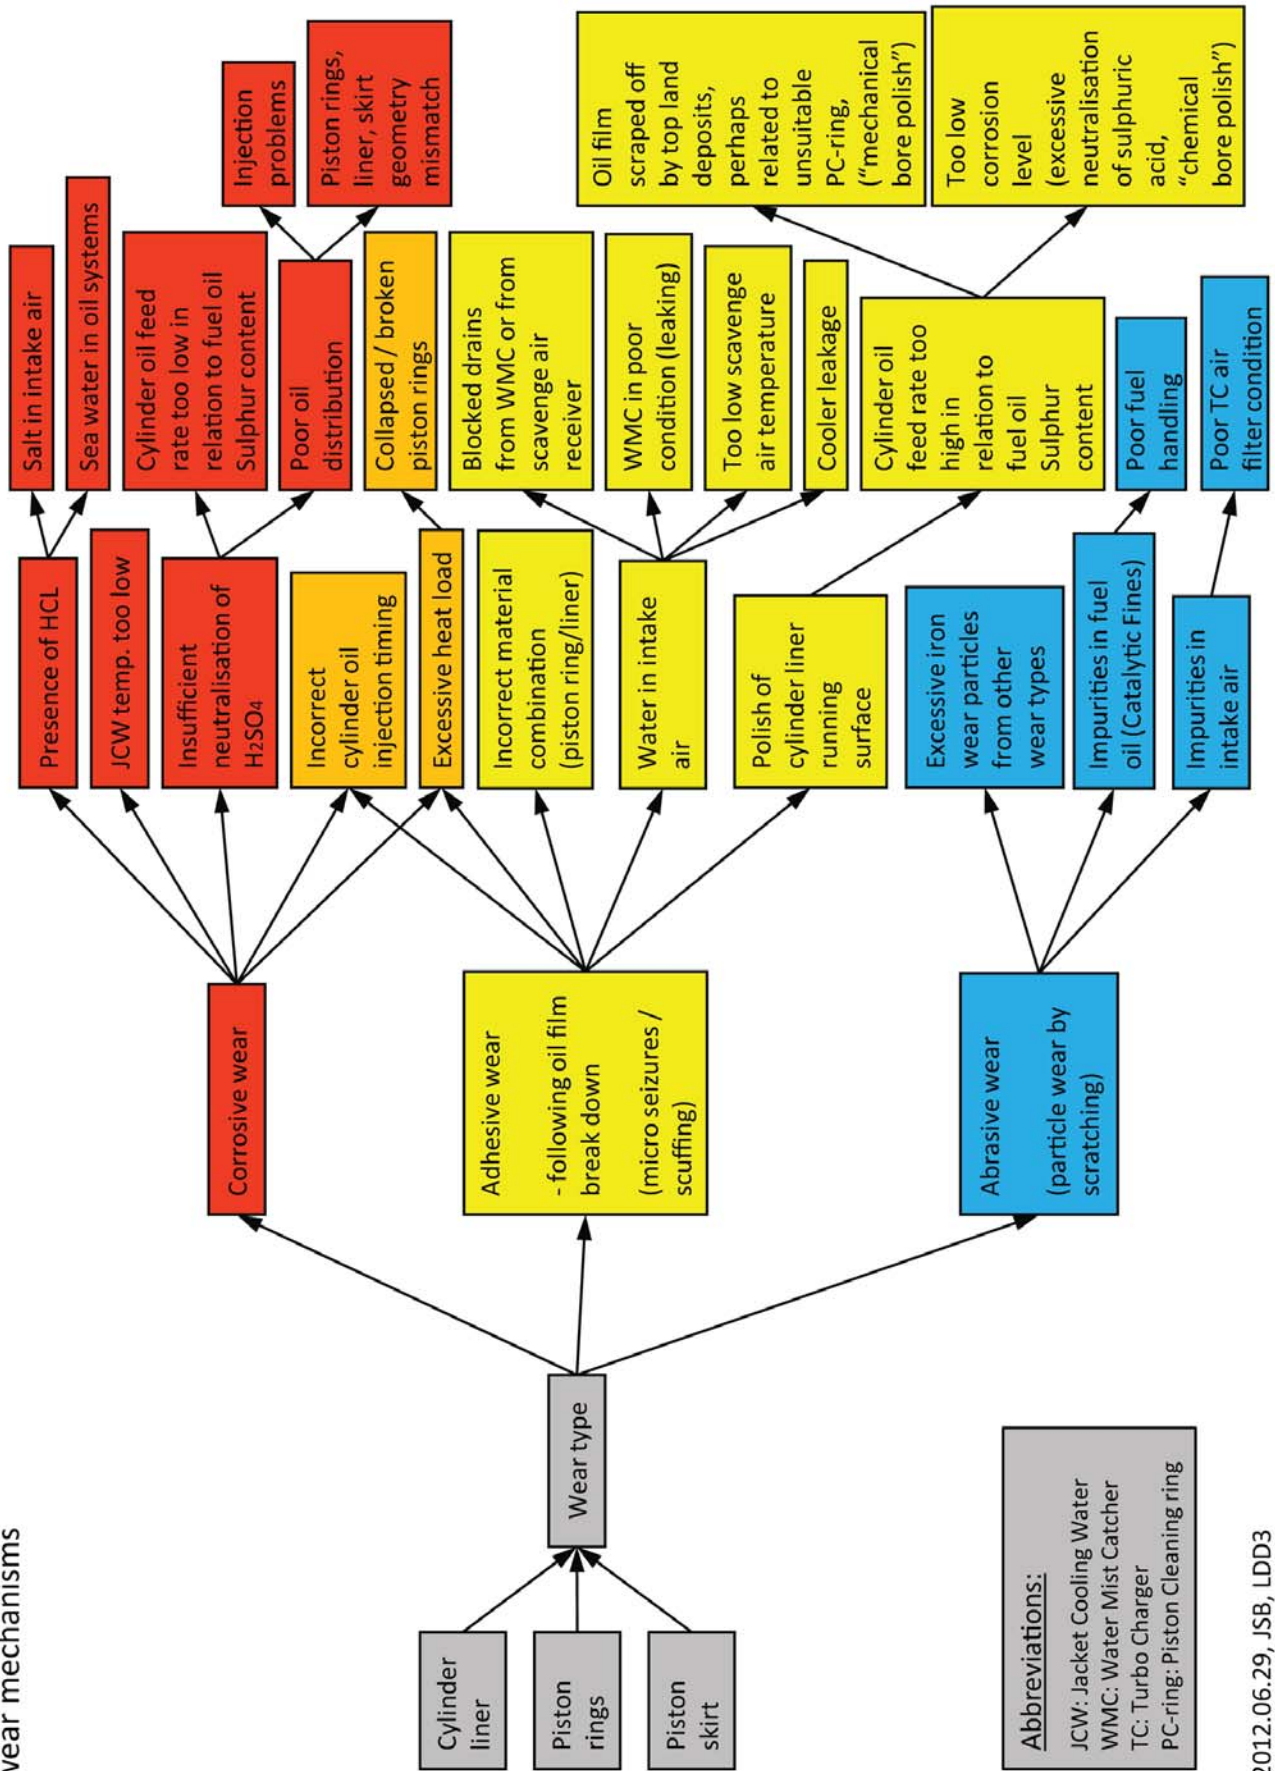 wear mechanisms
Cylinder
liner
Piston
rings
Piston
skirt
Wear type
Corrosive wear
Adhesive wear
- following oil film
break down
(micro seizures /
scuffing)
Abrasive wear
(particle wear by
scratching)
Presence of HCL
JCW temp. too low
Insufficient
neutralisation of
H2SO4
Incorrect
cylinder oil
injection timing
Excessive heat load
Incorrect material
combination
(piston ring/liner)
Water in intake
air
Polish of
cylinder liner
running
surface
Excessive iron
wear particles
from other
wear types
Impurities in fuel
oil (Catalytic Fines)
Impurities in
intake air
Salt in intake air
Sea water in oil systems
Cylinder oil feed
rate too low in
relation to fuel oil
Sulphur content
Poor oil
distribution
Collapsed / broken
piston rings
Blocked drains
from WMC or from
scavenge air
receiver
WMC in poor
condition (leaking)
Too low scavenge
air temperature
Cooler leakage
Cylinder oil
feed rate too
high in
relation to
fuel oil
Sulphur
content
Poor fuel
handling
Poor TC air
filter condition
Injection
problems
Piston rings,
liner, skirt
geometry
mismatch
Oil film
scraped off
by top land
deposits,
perhaps
related to
unsuitable
PC-ring,
("mechanical
bore polish")
Too low
corrosion
level
(excessive
neutralisation
of sulphuric
acid,
"chemical
bore polish")
Abbreviations:
JCW: Jacket Cooling Water
WMC: Water Mist Catcher
TC: Turbo Charger
PC-ring: Piston Cleaning ring
2012.06.29, JSB, LDD3